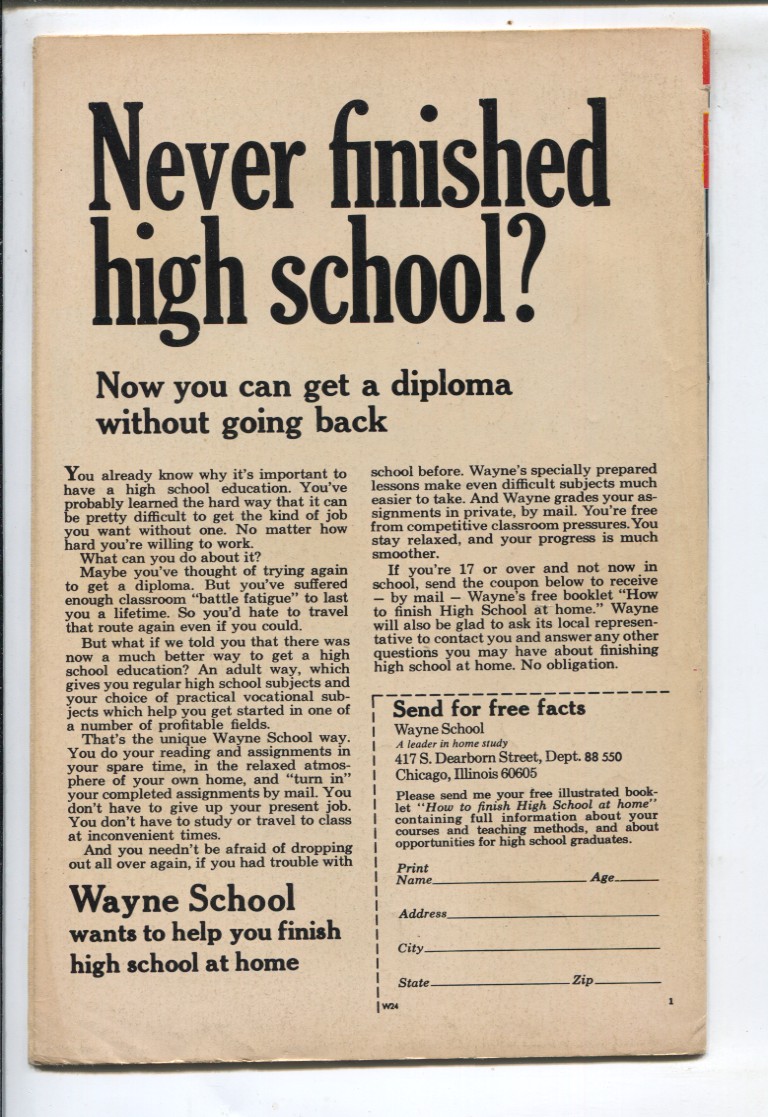 Never finished
high school?
Now you can get a diploma
without going back
You already know why it's important to
have a high school education. You've
probably learned the hard way that it can
be pretty difficult to get the kind of job
you want without one. No matter how
hard you're willing to work.
What can you do about it?
Maybe you've thought of trying again
to get a diploma. But you've suffered
enough classroom "battle fatigue" to last
you a lifetime. So you'd hate to travel
that route again even if you could.
But what if we told you that there was
now a much better way to get a high
school education? An adult way, which
gives you regular high school subjects and
your choice of practical vocational sub-
jects which help you get started in one of
a number of profitable fields.
That's the unique Wayne School way.
You do your reading and assignments in
your spare time, in the relaxed atmos-
phere of your own home, and "turn in"
your completed assignments by mail. You
don't have to give up your present job.
You don't have to study or travel to class
at inconvenient times.
And you needn't be afraid of dropping
out all over again, if you had trouble with
school before. Wayne's specially prepared
lessons make even difficult subjects much
easier to take. And Wayne grades your as-
signments in private, by mail. You're free
from competitive classroom pressures. You
stay relaxed, and your progress is much
smoother.
If you're 17 or over and not now in
school, send the coupon below to receive
— by mail — Wayne's free booklet "How
to finish High School at home." Wayne
will also be glad to ask its local represen-
tative to contact you and answer any other
questions you may have about finishing
high school at home. No obligation.
Wayne School
wants to help you finish
high school at home
Send for free facts
Wayne School
A leader in home study
417 S. Dearborn Street, Dept. 88 550
Chicago, Illinois 60605
Please send me your free illustrated book-
let "How to finish High School at home"
containing full information about your
courses and teaching methods, and about
opportunities for high school graduates.
Print
Name Age
Address
City
State Zip
W24 1